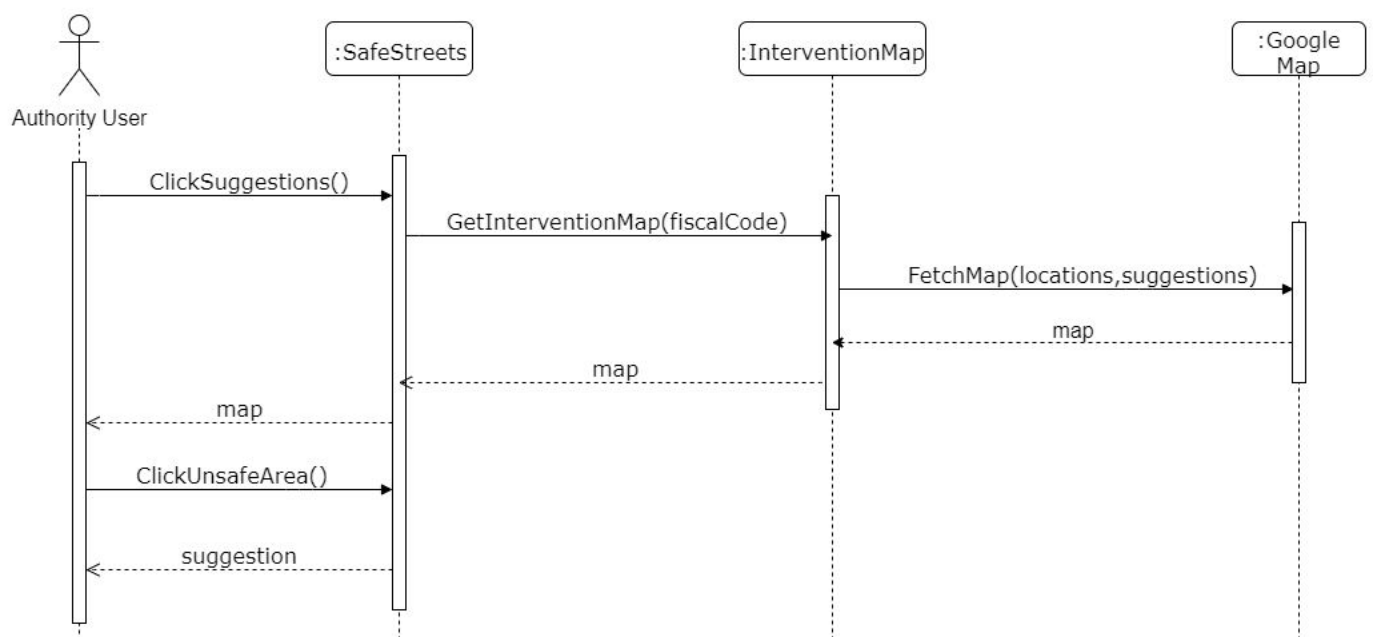 :SafeStreets
:InterventionMap
:Google
Map
Authority User
ClickSuggestions()
GetInterventionMap(fiscalCode)
FetchMap(locations,suggestions)
map
map
map
ClickUnsafeArea()
suggestion